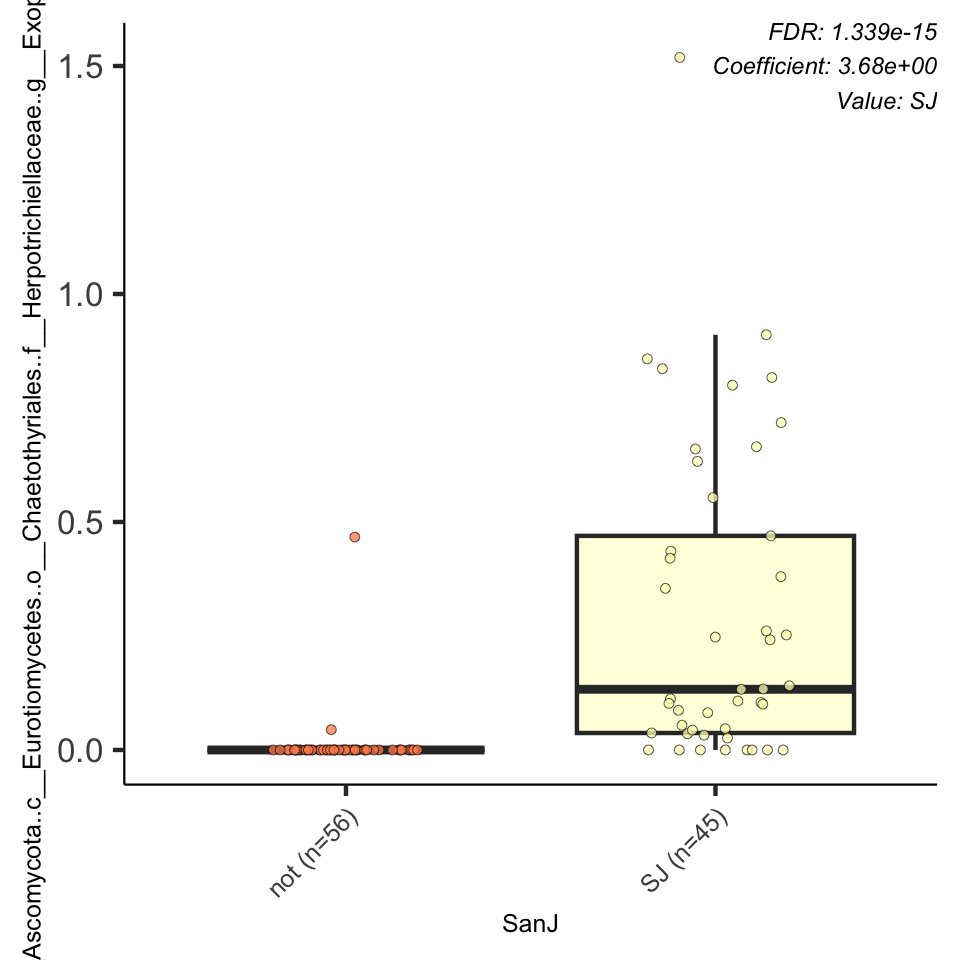 FDR: 1.339e-15
Coefficient: 3.68e+00
Value: SJ
Ascomycota..c__Eurotiomycetes..o__Chaetothyriales..f__Herpotrichiellaceae..g__Exop
1.5
1.0
0.5
0.0
not (n=56)
SJ (n=45)
SanJ